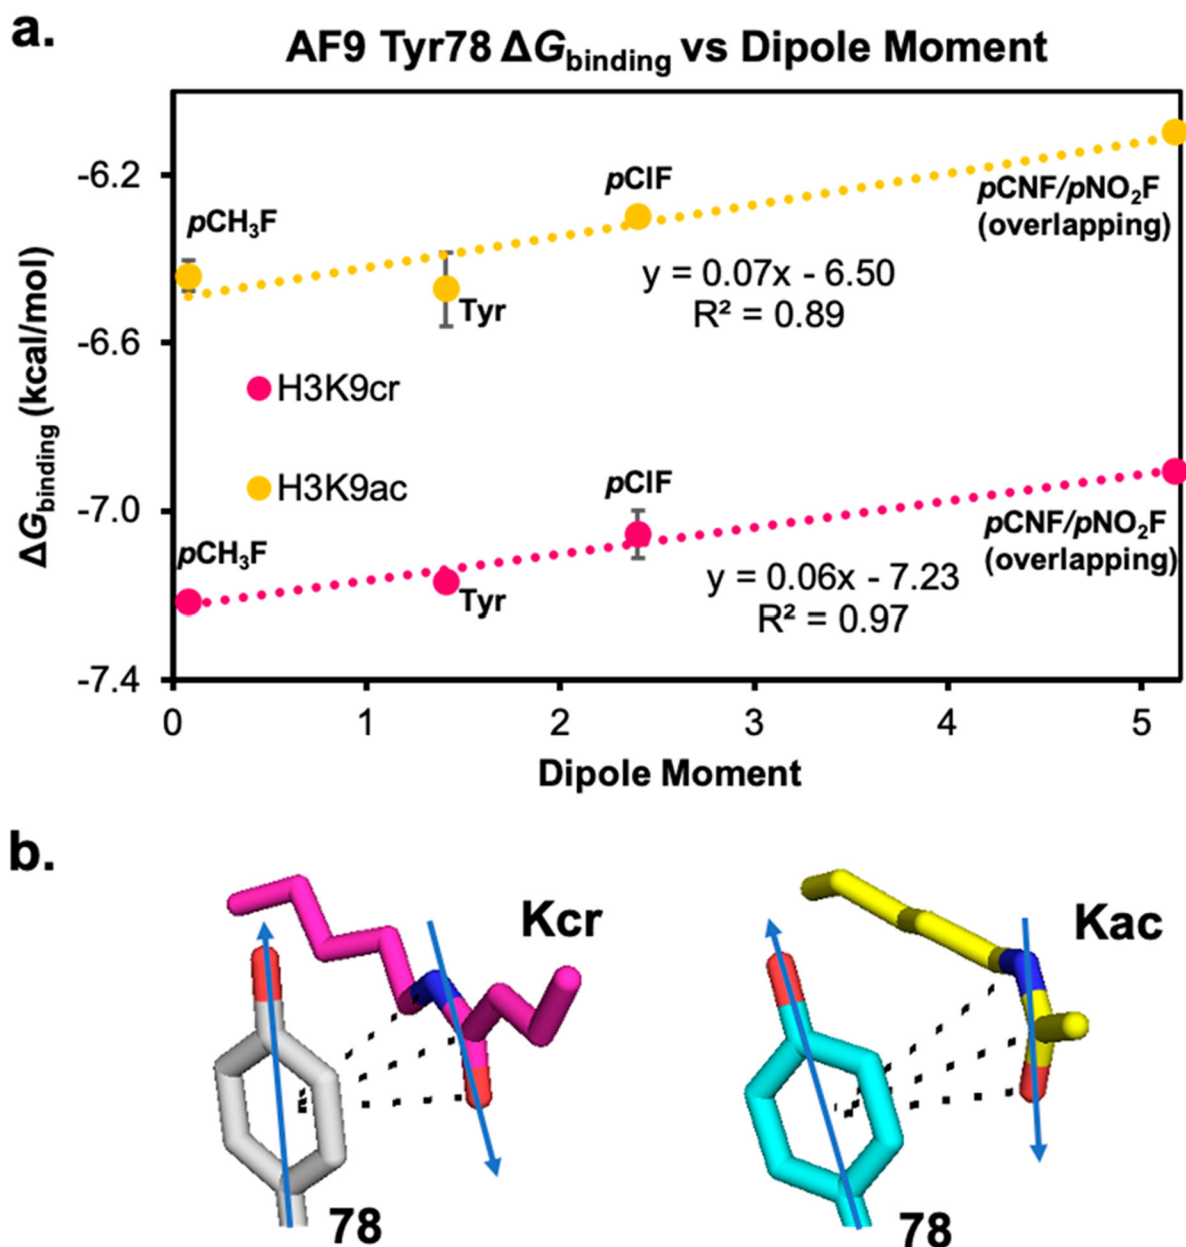 a.
AF9 Tyr78 ΔGbinding vs Dipole Moment
ΔGbinding (kcal/mol)
-6.2
-6.6
-7.0
-7.4
pCH3F
Tyr
pClF
pCNF/pNO2F
(overlapping)
y = 0.07x - 6.50
R² = 0.89
H3K9cr
H3K9ac
pCH3F
Tyr
pClF
pCNF/pNO2F
(overlapping)
y = 0.06x - 7.23
R² = 0.97
0 1 2 3 4 5
Dipole Moment
b.
Kcr
78
Kac
78